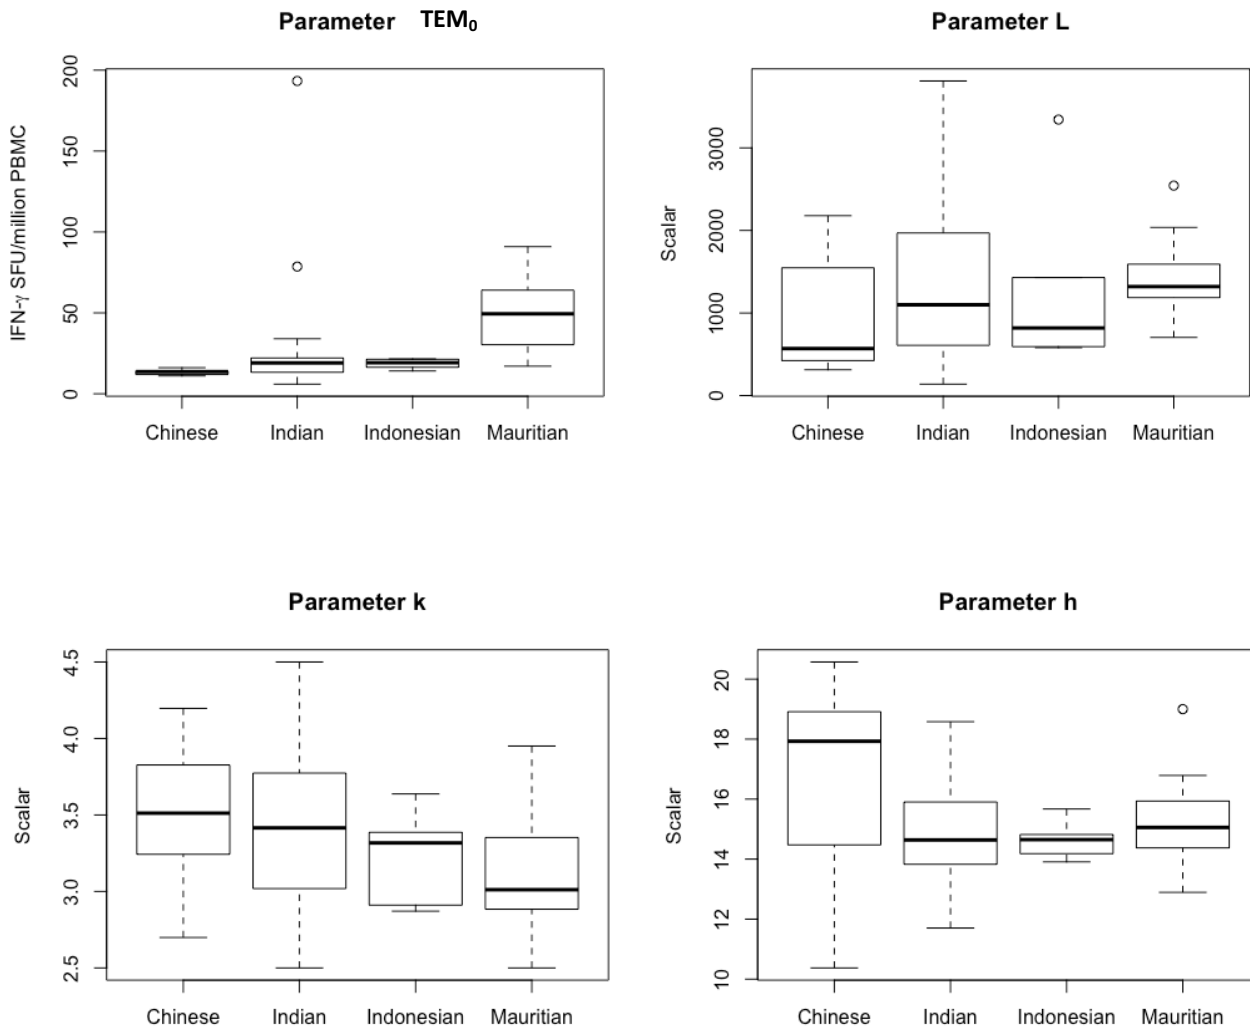 Parameter TEM₀
IFN-γ SFU/million PBMC
200
150
100
50
0
Chinese Indian Indonesian Mauritian
Parameter L
Scalar
3000
2000
1000
0
Chinese Indian Indonesian Mauritian
Parameter k
Scalar
4.5
4.0
3.5
3.0
2.5
Chinese Indian Indonesian Mauritian
Parameter h
Scalar
20
18
16
14
12
10
Chinese Indian Indonesian Mauritian